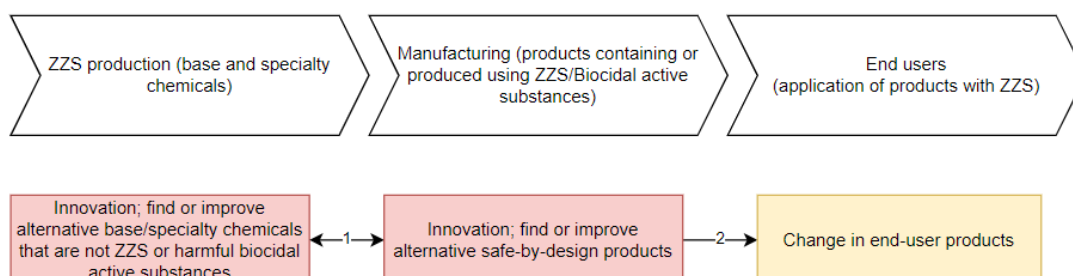 ZZS production (base and specialty
chemicals)
Manufacturing (products containing or
produced using ZZS/Biocidal active
substances)
End users
(application of products with ZZS)
Innovation; find or improve
alternative base/specialty chemicals
that are not ZZS or harmful biocidal
active substances
1
Innovation; find or improve
alternative safe-by-design products
2
Change in end-user products